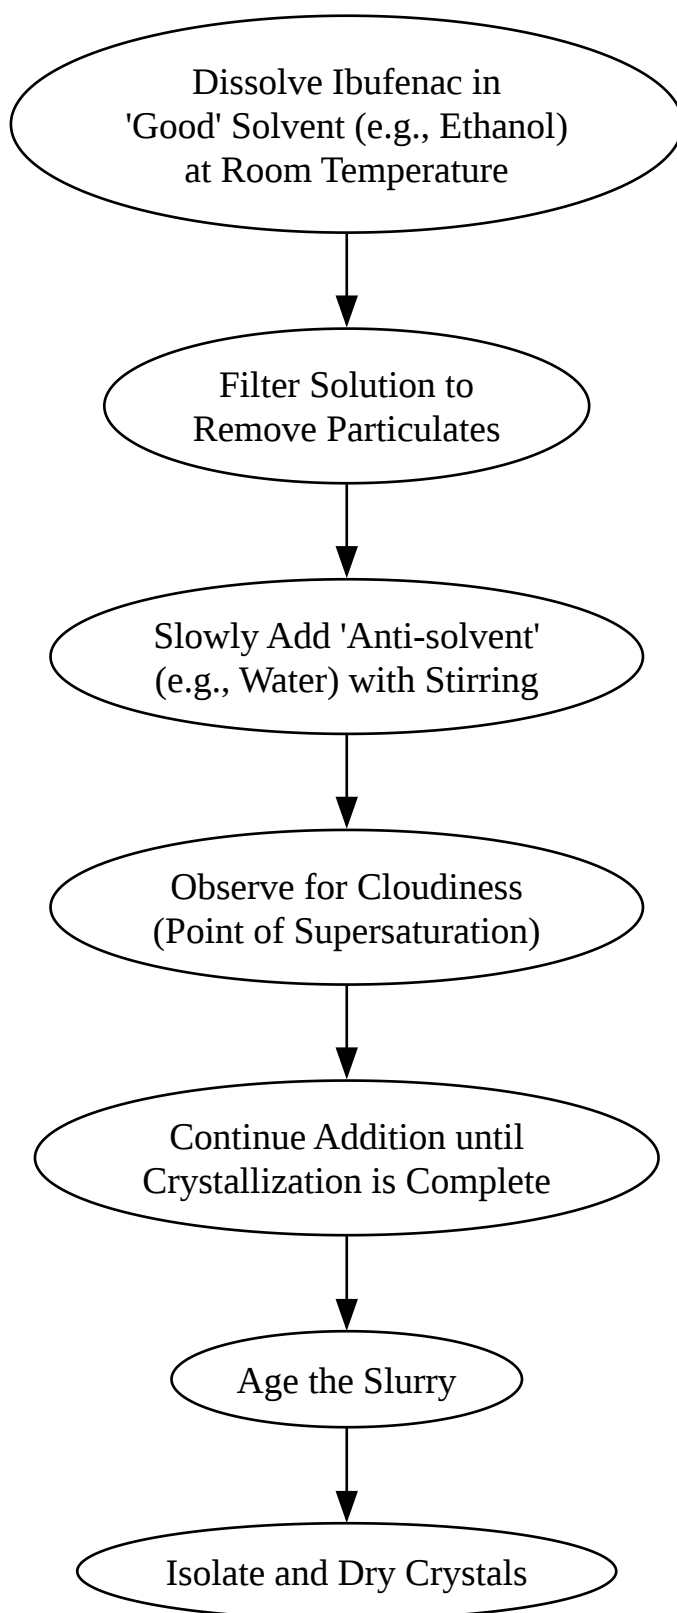 Dissolve Ibufenac in
'Good' Solvent (e.g., Ethanol)
at Room Temperature
Filter Solution to
Remove Particulates
Slowly Add 'Anti-solvent'
(e.g., Water) with Stirring
Observe for Cloudiness
(Point of Supersaturation)
Continue Addition until
Crystallization is Complete
Age the Slurry
Isolate and Dry Crystals